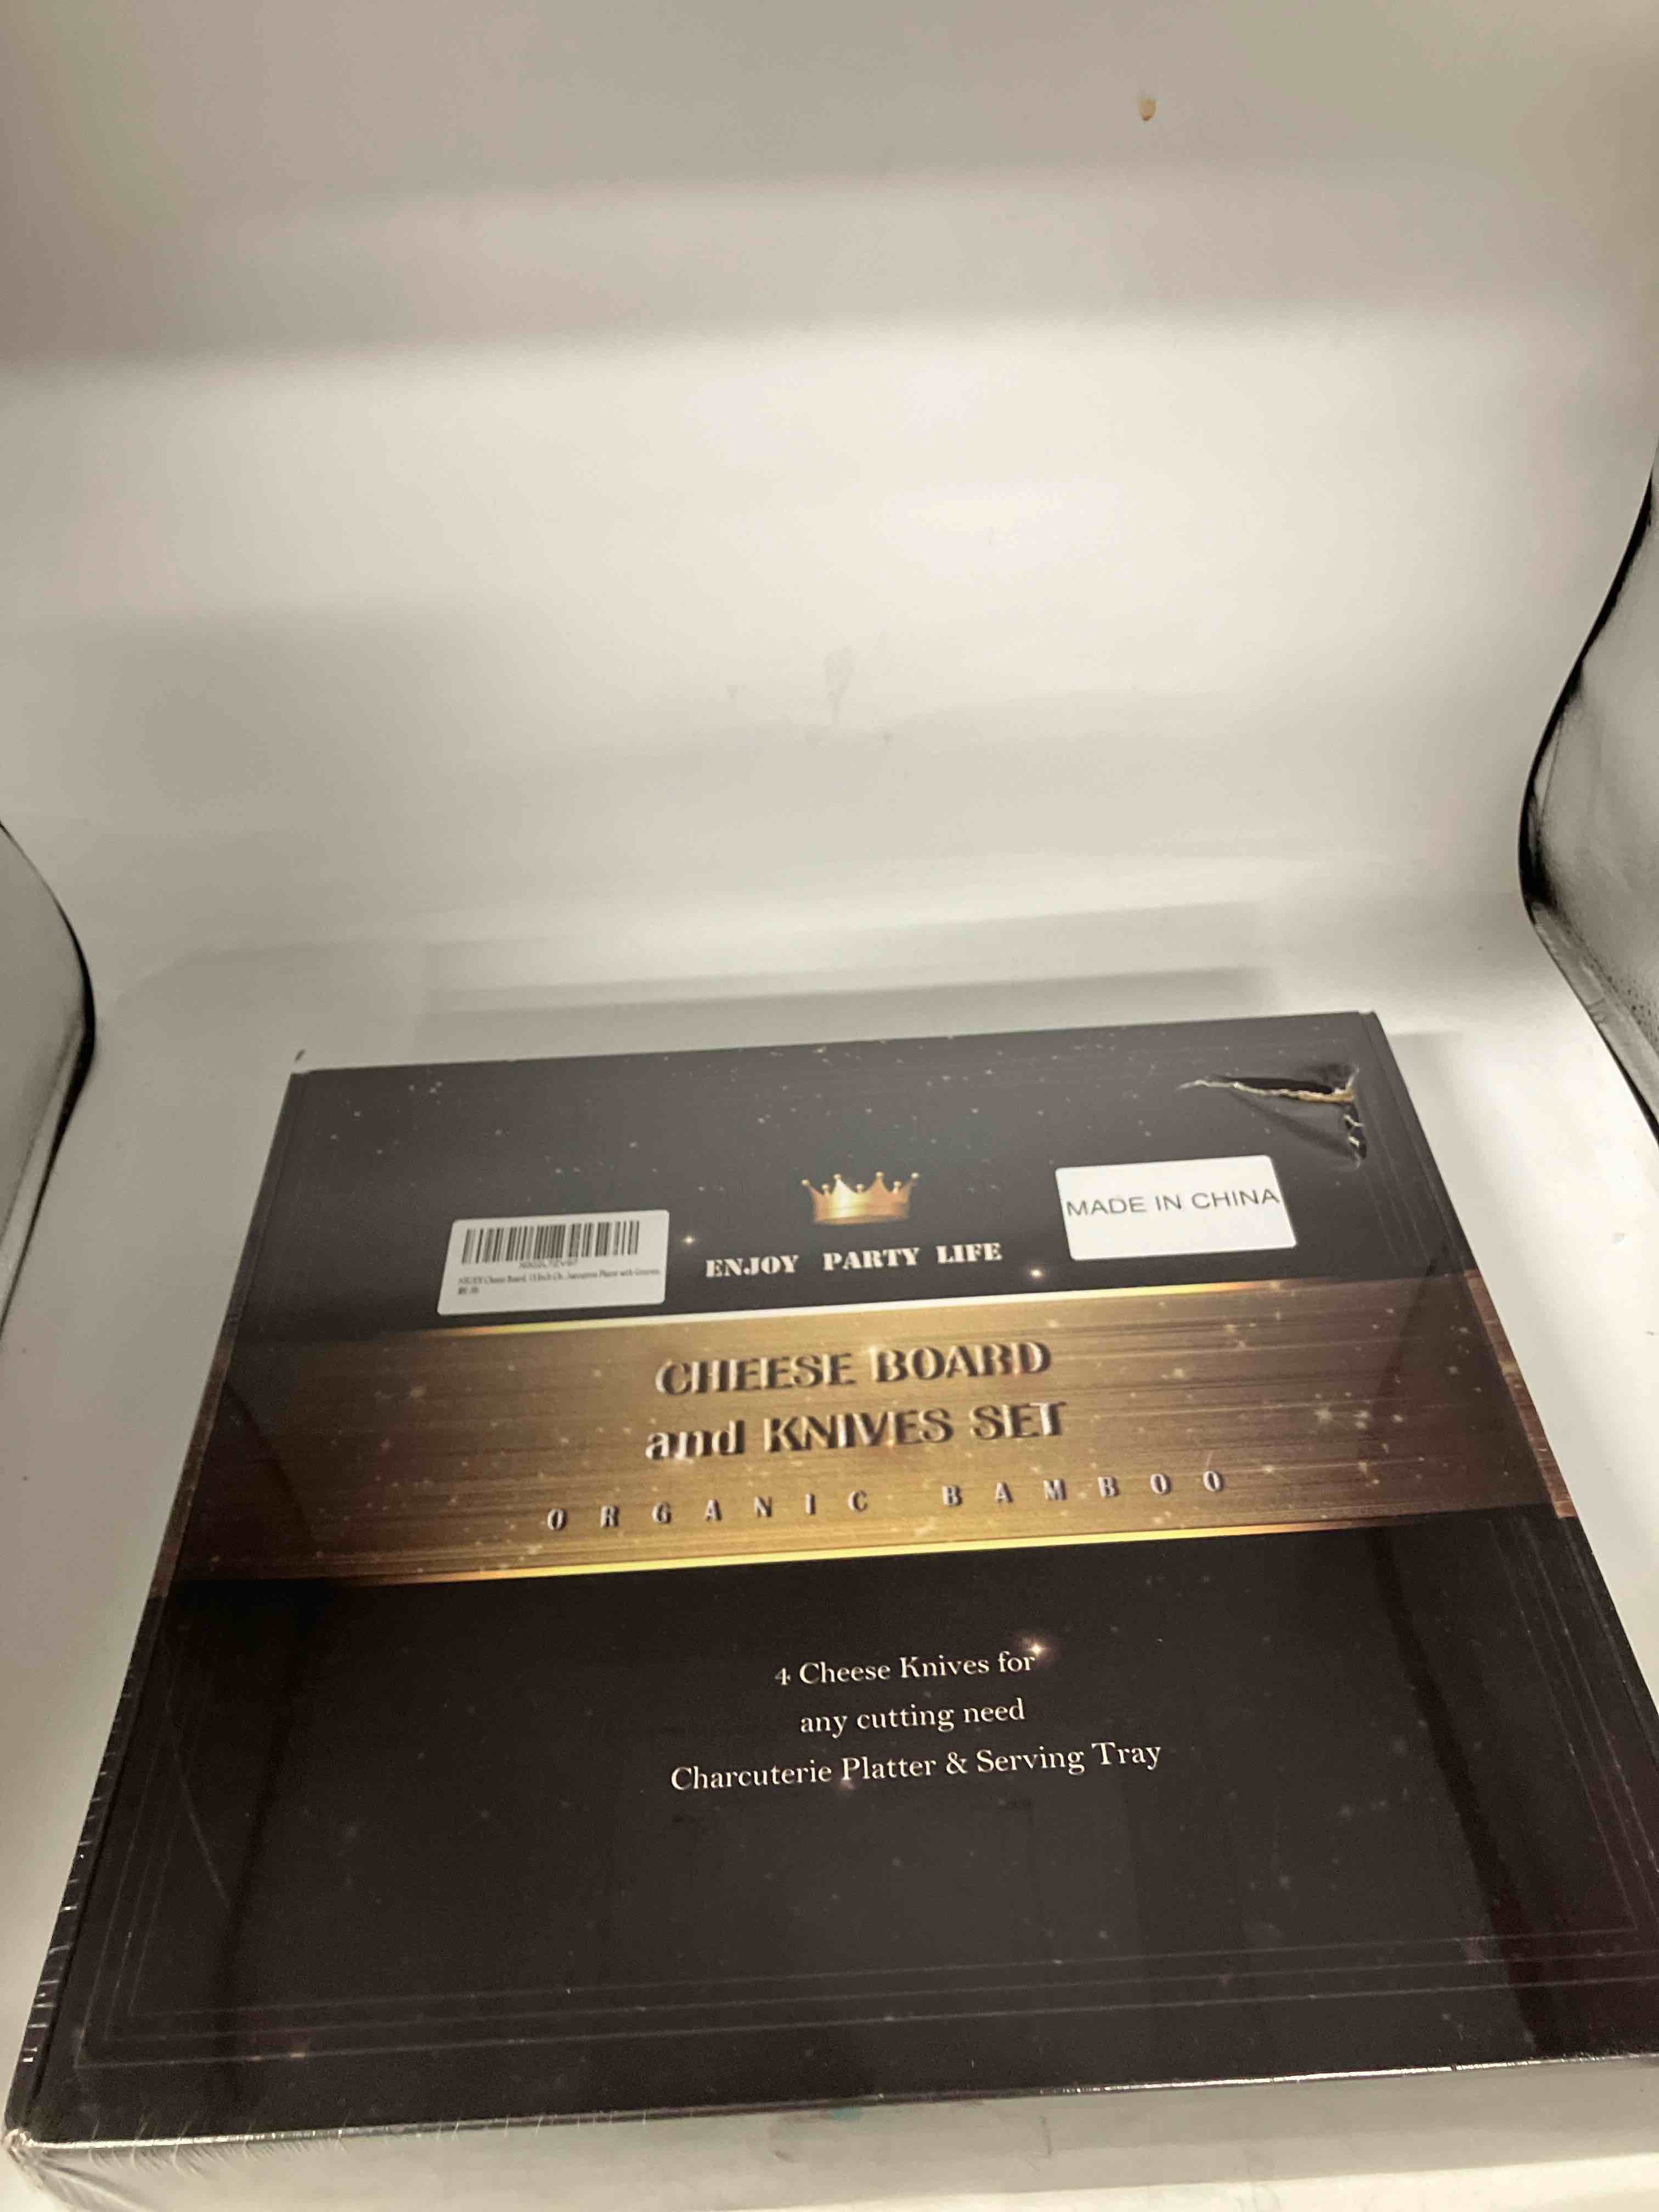 ENJOY PARTY LIFE
MADE IN CHINA
CHEESE BOARD
and KNIVES SET
ORGANIC BAMBOO
4 Cheese Knives for
any cutting need
Charcuterie Platter & Serving Tray